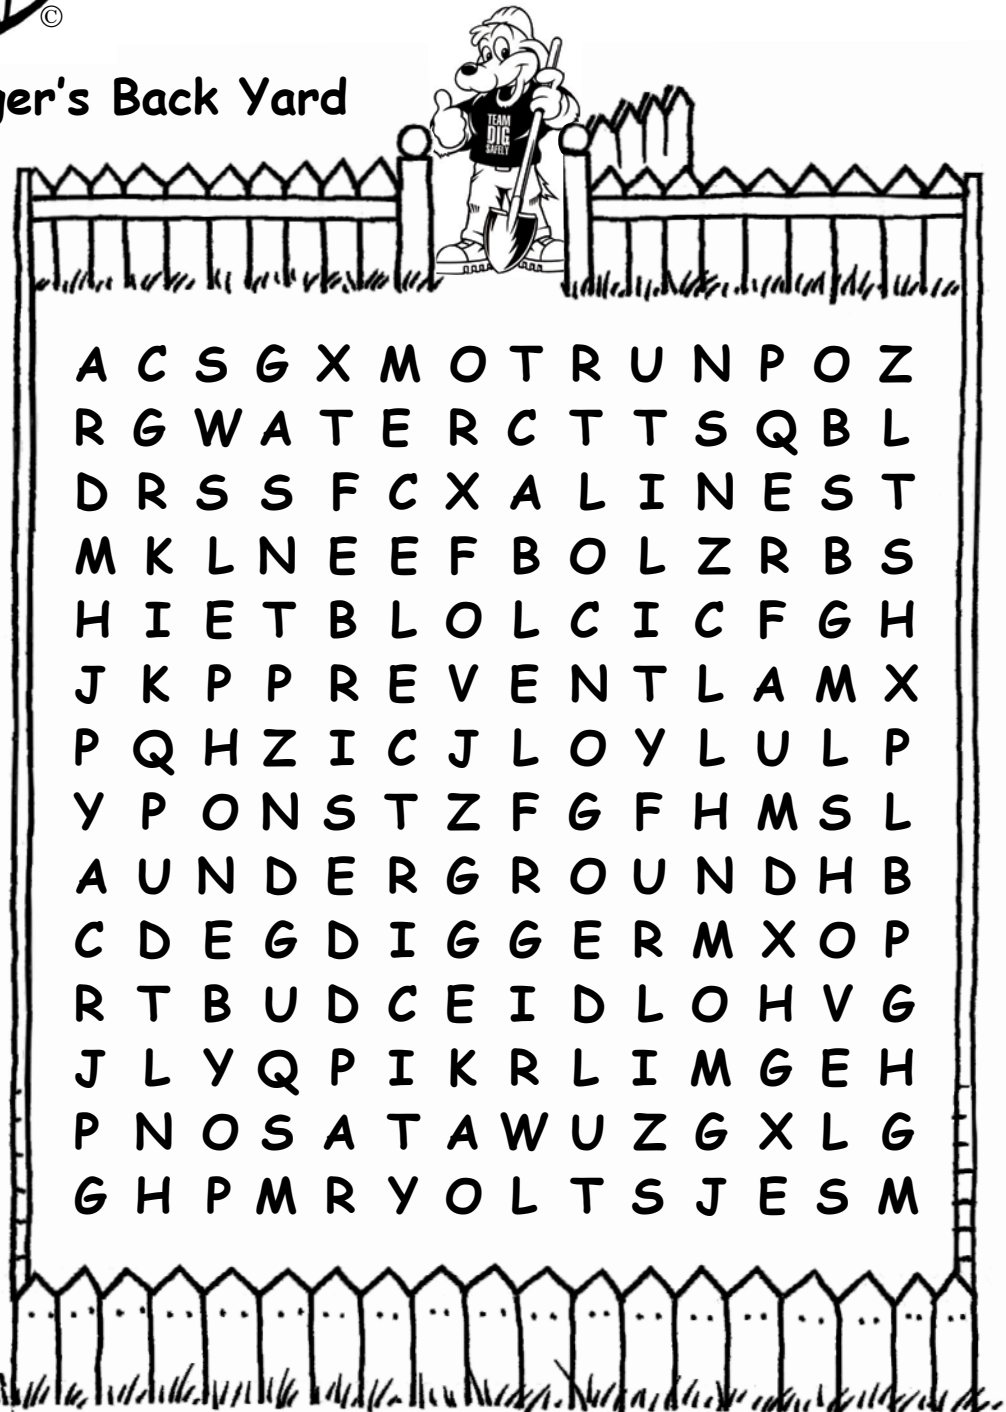 ©
ger's Back Yard
TEAM
DIG
SAFELY
A C S G X M O T R U N P O Z
R G W A T E R C T T S Q B L
D R S S F C X A L I N E S T
M K L N E E F B O L Z R B S
H I E T B L O L C I C F G H
J K P P R E V E N T L A M X
P Q H Z I C J L O Y L U L P
Y P O N S T Z F G F H M S L
A U N D E R G R O U N D H B
C D E G D I G G E R M X O P
R T B U D C E I D L O H V G
J L Y Q P I K R L I M G E H
P N O S A T A W U Z G X L G
G H P M R Y O L T S J E S M